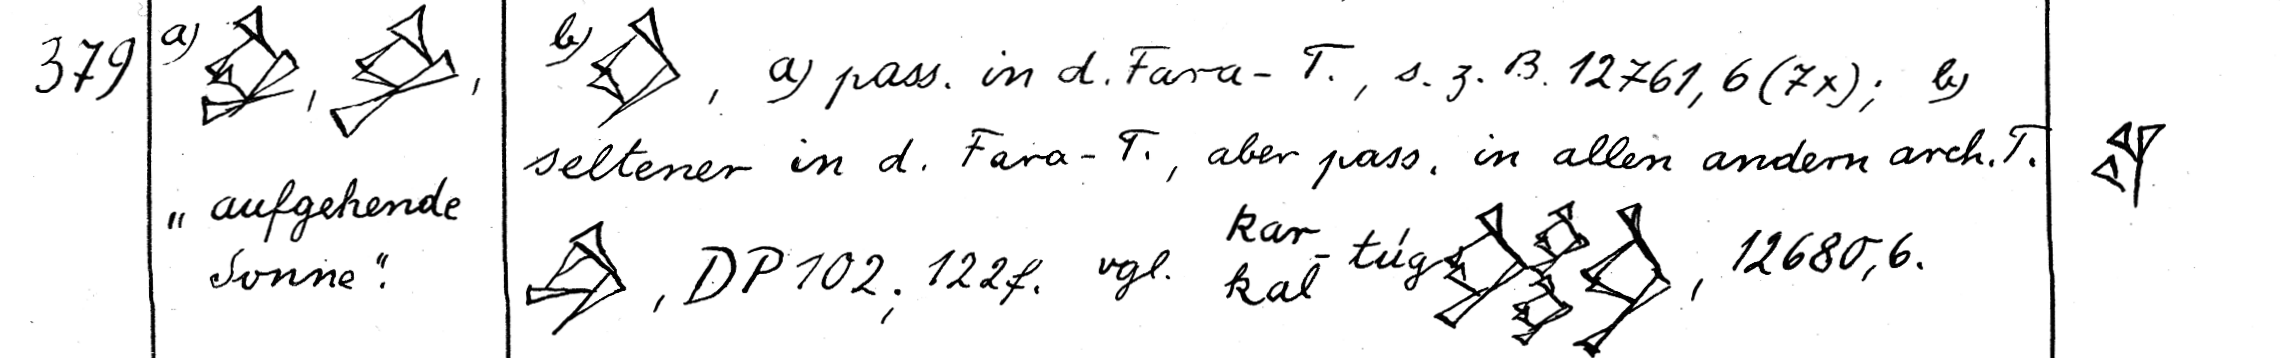 379 a) , , b) , a) pass. in d. Fara-T., s. z. B. 12761, 6 (7x); b)
seltener in d. Fara-T., aber pass. in allen andern arch. T.
„aufgehende
Sonne“. , DP 102; 122f. vgl. kar/kal-túg , 12680, 6.